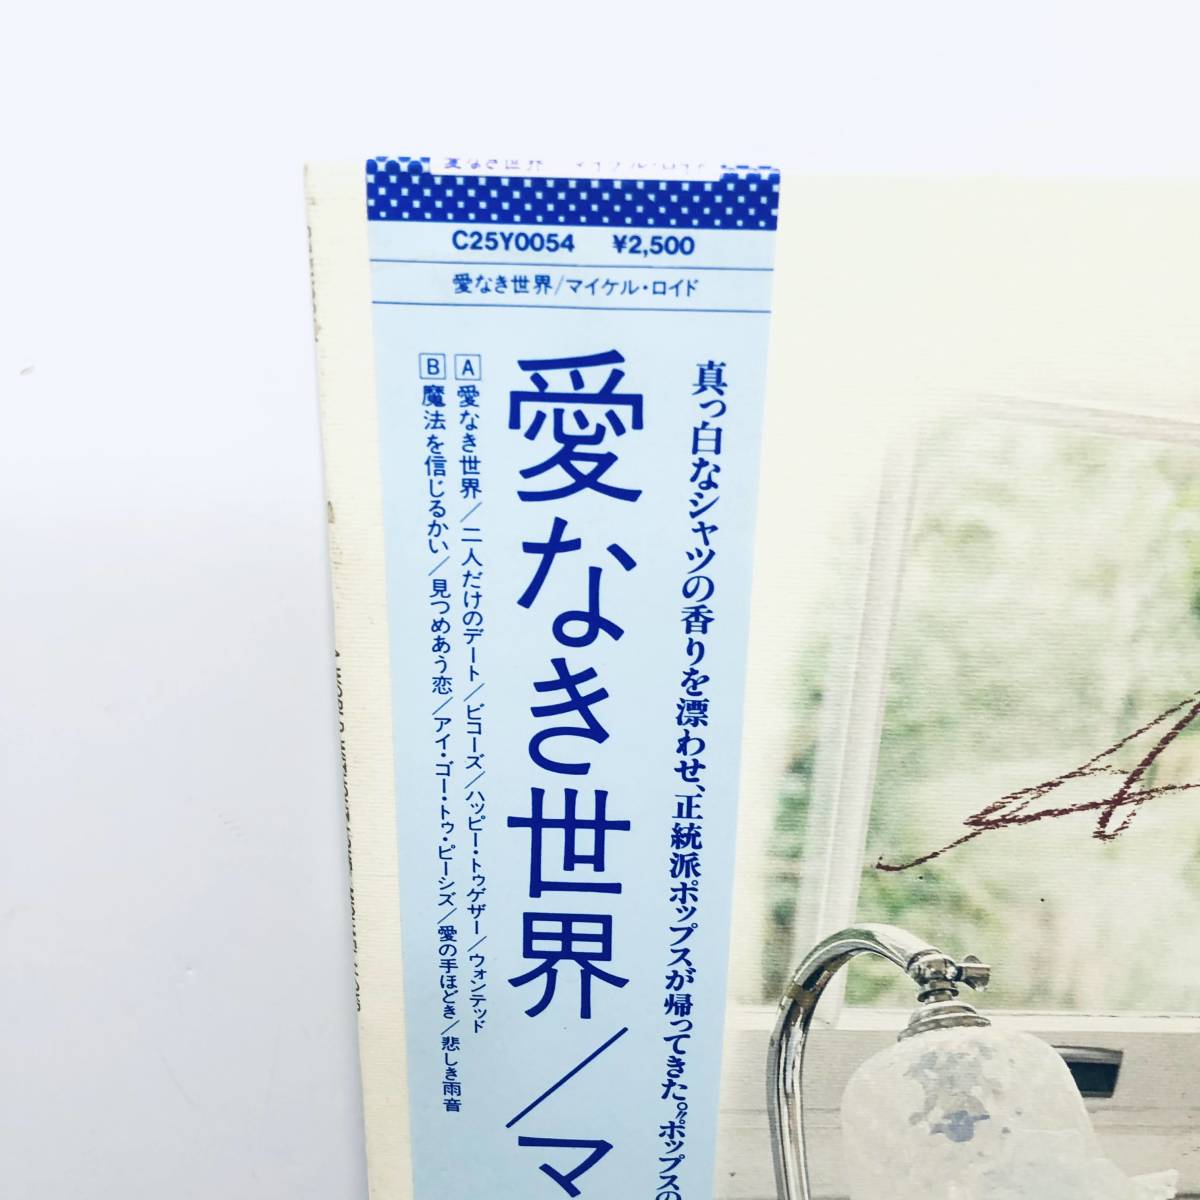 愛なき世界 マイケル・ロイド
C25Y0054 ¥2,500
愛なき世界/マイケル・ロイド
真っ白なシャツの香りを漂わせ、正統派ポップスが帰ってきた。〝ポップスの
愛なき世界/マ
A 愛なき世界/二人だけのデート/ビコーズ/ハッピー・トゥゲザー/ウォンテッド
B 魔法を信じるかい/見つめあう恋/アイ・ゴー・トゥ・ピーシズ/愛の手ほどき/悲しき雨音
A WORLD WITHOUT LOVE